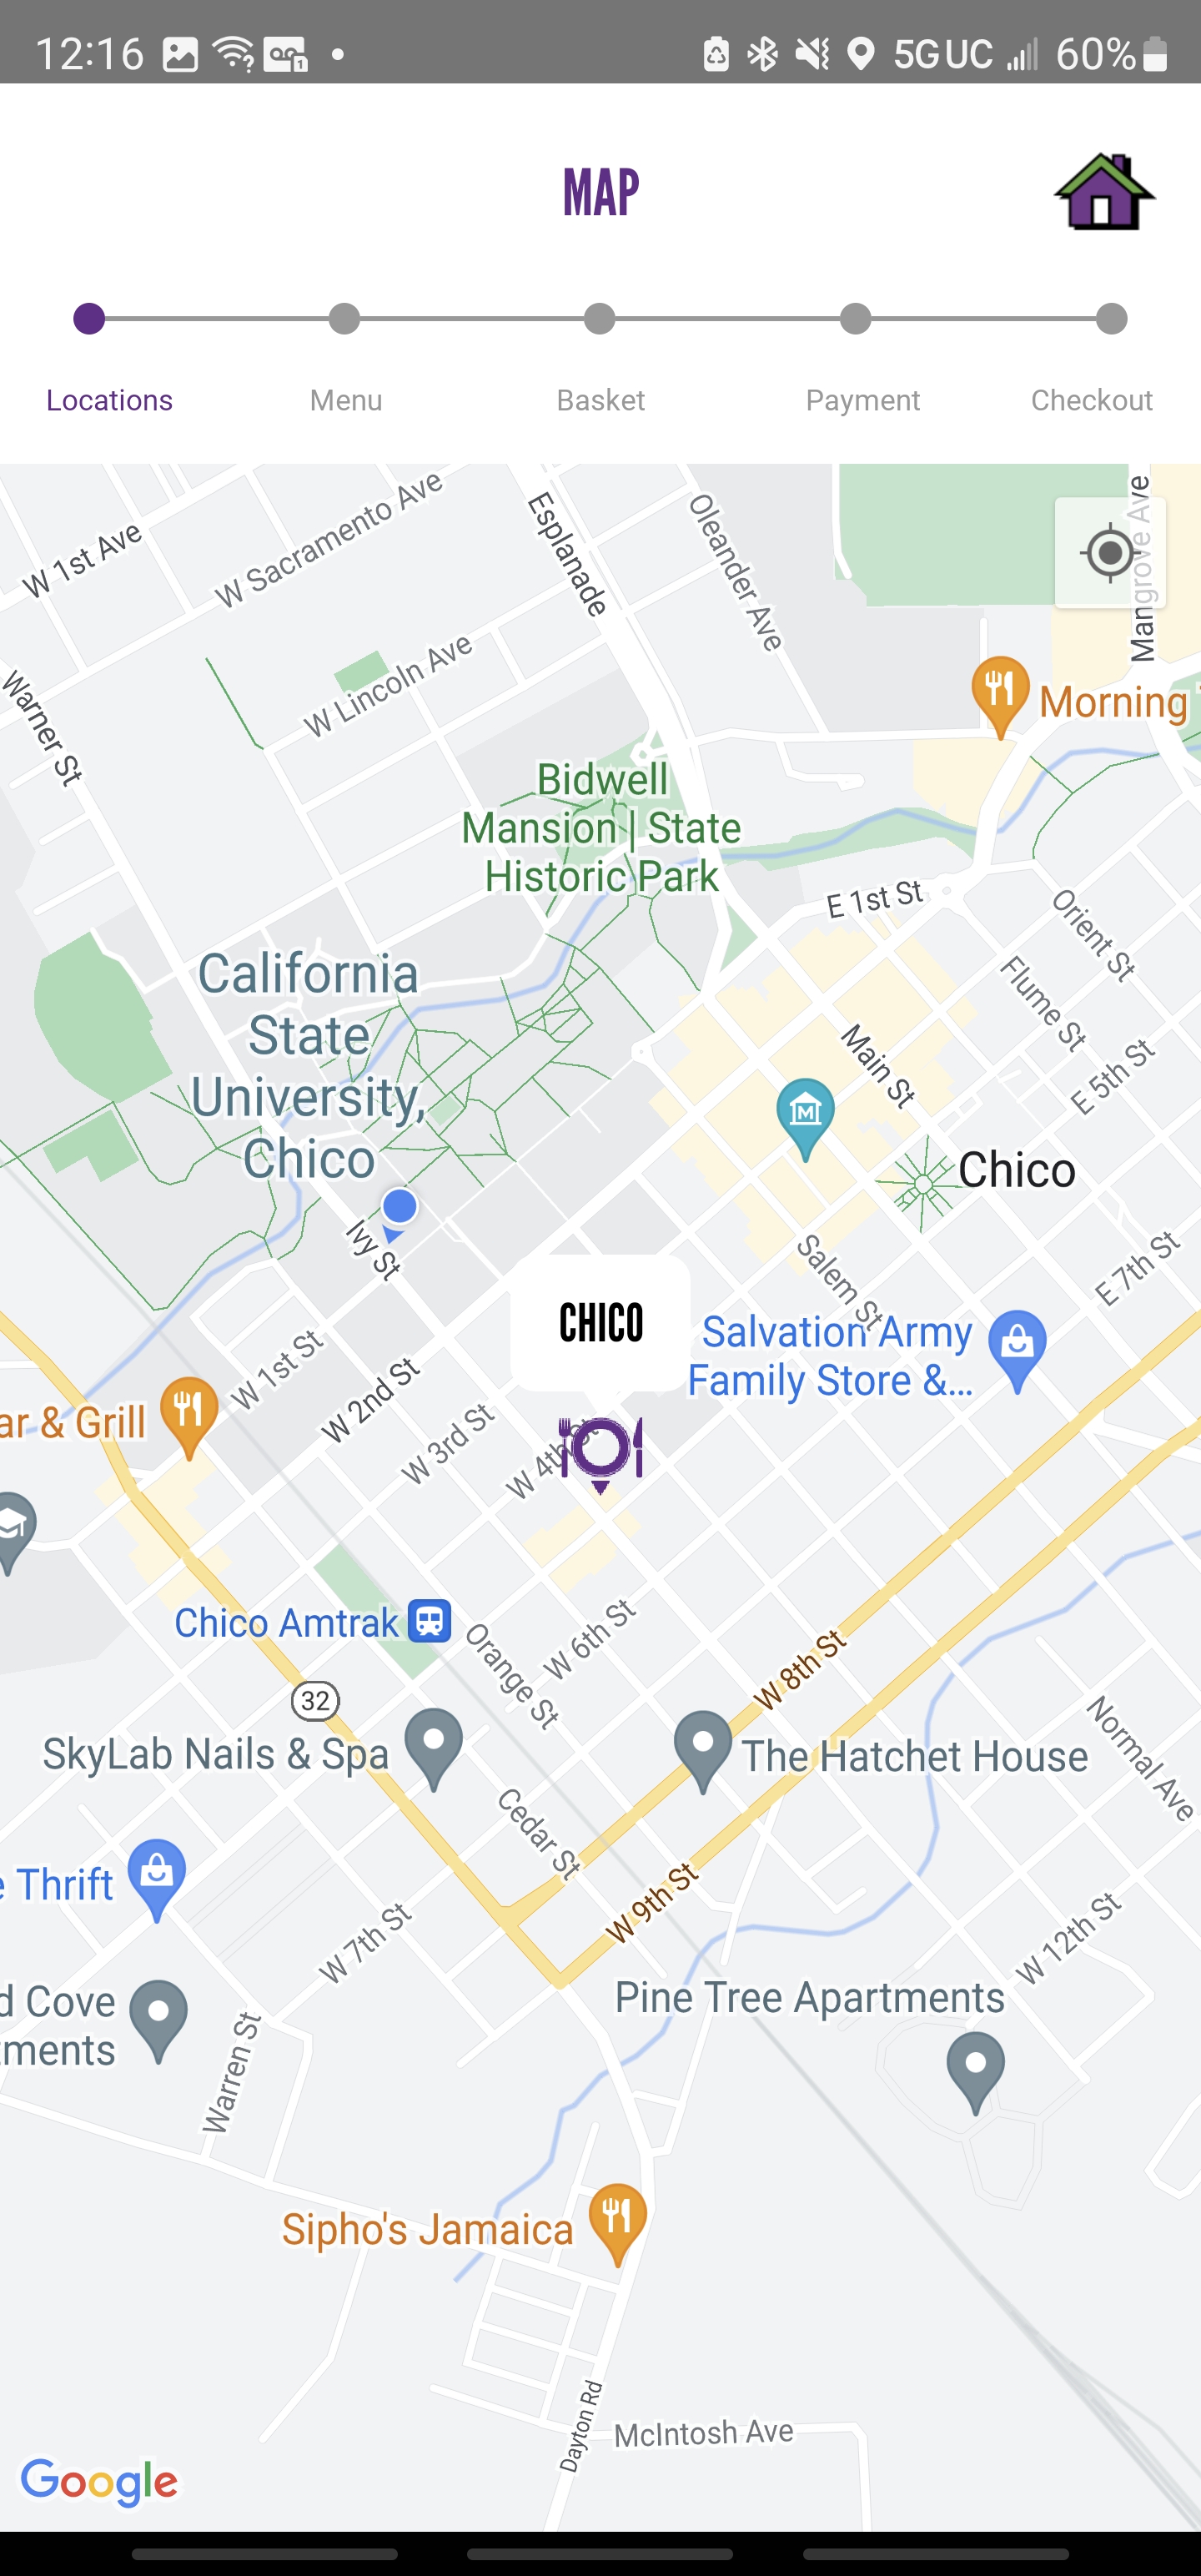 12:16
1
5G UC
60%
MAP
Locations
Menu
Basket
Payment
Checkout
W 1st Ave
W Sacramento Ave
Esplanade
Oleander Ave
Mangrove Ave
Warner St
W Lincoln Ave
Morning
Bidwell
Mansion | State
Historic Park
E 1st St
Orient St
Flume St
California
State
University,
Chico
Main St
E 5th St
M
Chico
Ivy St
Salem St
E 7th St
CHICO
Salvation Army
Family Store &...
W 1st St
W 2nd St
ar & Grill
W 3rd St
W 4th St
Chico Amtrak
Orange St
W 6th St
W 8th St
32
SkyLab Nails & Spa
The Hatchet House
Normal Ave
Cedar St
e Thrift
W 9th St
W 7th St
W 12th St
d Cove
tments
Pine Tree Apartments
Warren St
Sipho's Jamaica
Dayton Rd
McIntosh Ave
Google